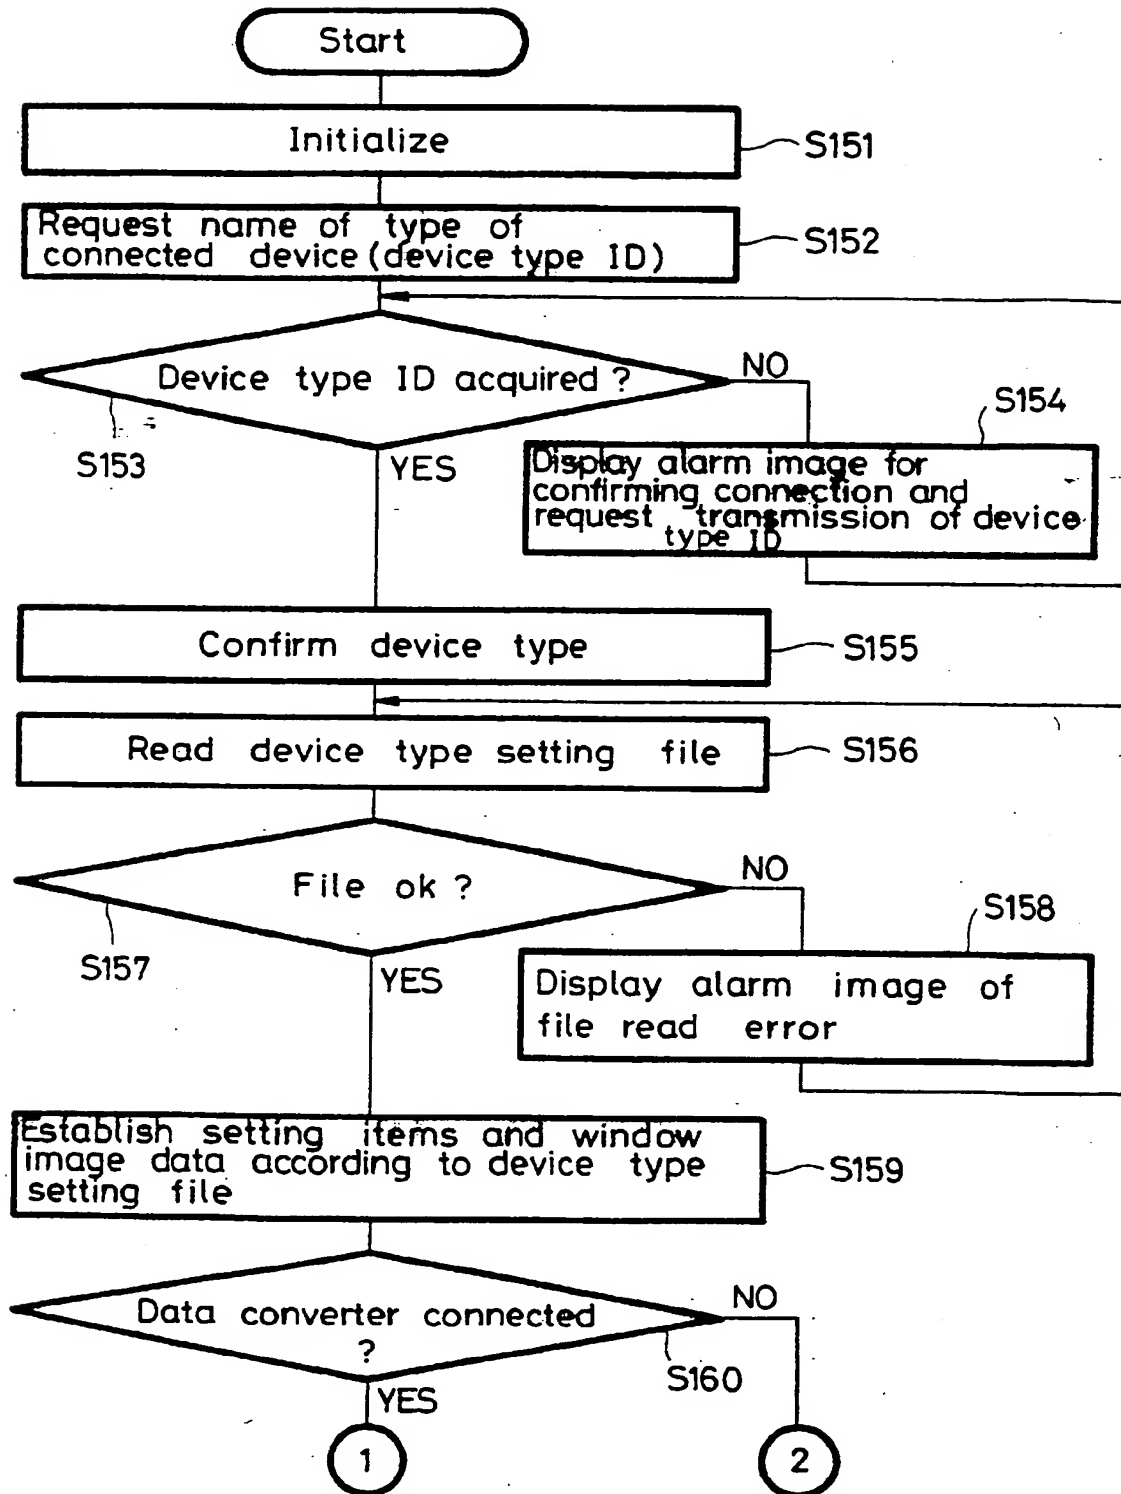 Start
Initialize
S151
Request name of type of
connected device (device type ID)
S152
Device type ID acquired ?
NO
S153
YES
S154
Display alarm image for
confirming connection and
request transmission of device
type ID
Confirm device type
S155
Read device type setting file
S156
File ok ?
NO
S157
YES
S158
Display alarm image of
file read error
Establish setting items and window
image data according to device type
setting file
S159
Data converter connected
?
NO
S160
YES
1
2